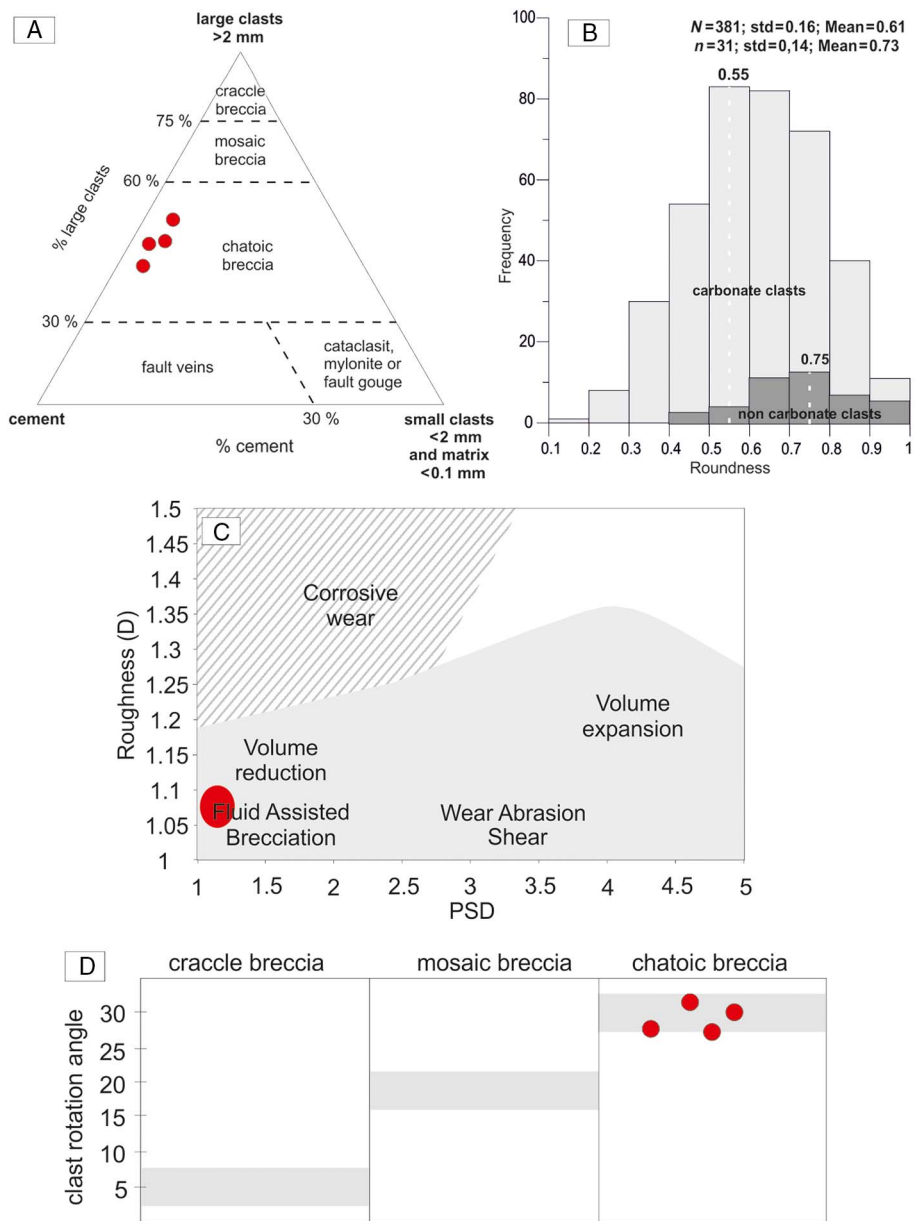 A
large clasts
>2 mm
craccle
breccia
75 %
mosaic
breccia
60 %
% large clasts
chatoic
breccia
30 %
fault veins
cataclasit,
mylonite or
fault gouge
cement
30 %
% cement
small clasts
<2 mm
and matrix
<0.1 mm
B
N=381; std=0.16; Mean=0.61
n=31; std=0,14; Mean=0.73
100
80
60
40
20
0
Frequency
0.55
carbonate clasts
0.75
non carbonate clasts
0.1 0.2 0.3 0.4 0.5 0.6 0.7 0.8 0.9 1
Roundness
C
1.5
1.45
1.4
1.35
1.3
1.25
1.2
1.15
1.1
1.05
1
Roughness (D)
Corrosive
wear
Volume
expansion
Volume
reduction
Fluid Assisted
Brecciation
Wear Abrasion
Shear
1 1.5 2 2.5 3 3.5 4 4.5 5
PSD
D
craccle breccia mosaic breccia chatoic breccia
30
25
20
15
10
5
clast rotation angle